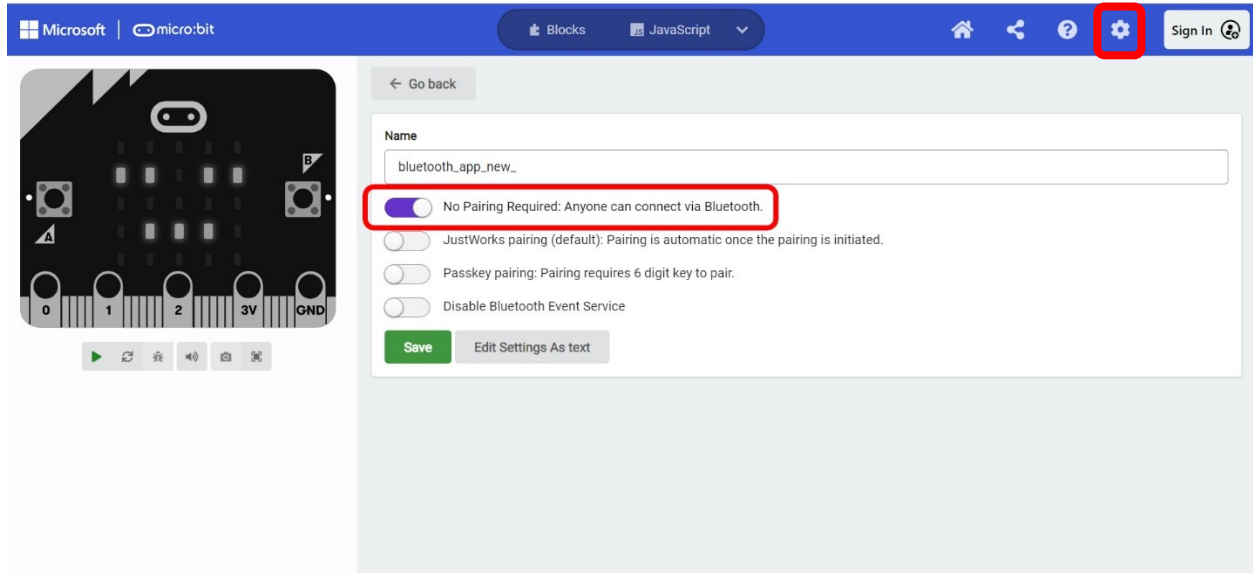 Microsoft micro:bit Blocks JS JavaScript Sign In
Go back
Name
bluetooth_app_new_
No Pairing Required: Anyone can connect via Bluetooth.
JustWorks pairing (default): Pairing is automatic once the pairing is initiated.
Passkey pairing: Pairing requires 6 digit key to pair.
Disable Bluetooth Event Service
Save Edit Settings As text
B
A
0 1 2 3V GND